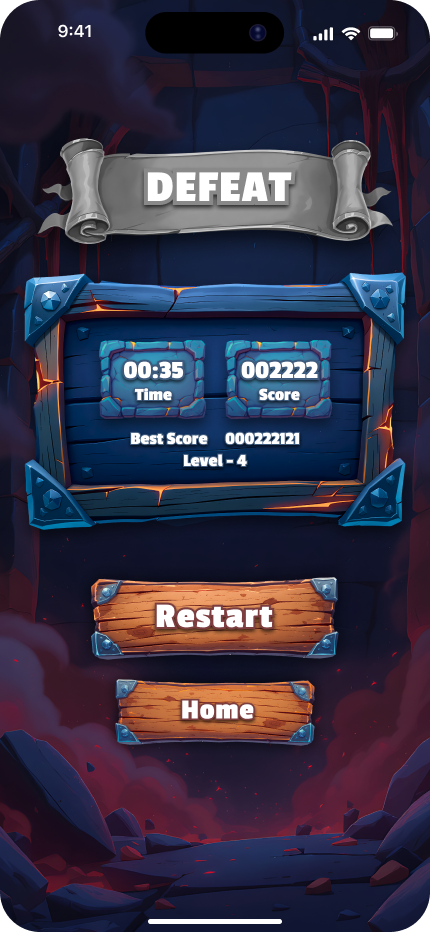 9:41
DEFEAT
00:35 002222
Time Score
Best Score 000222121
Level - 4
Restart
Home